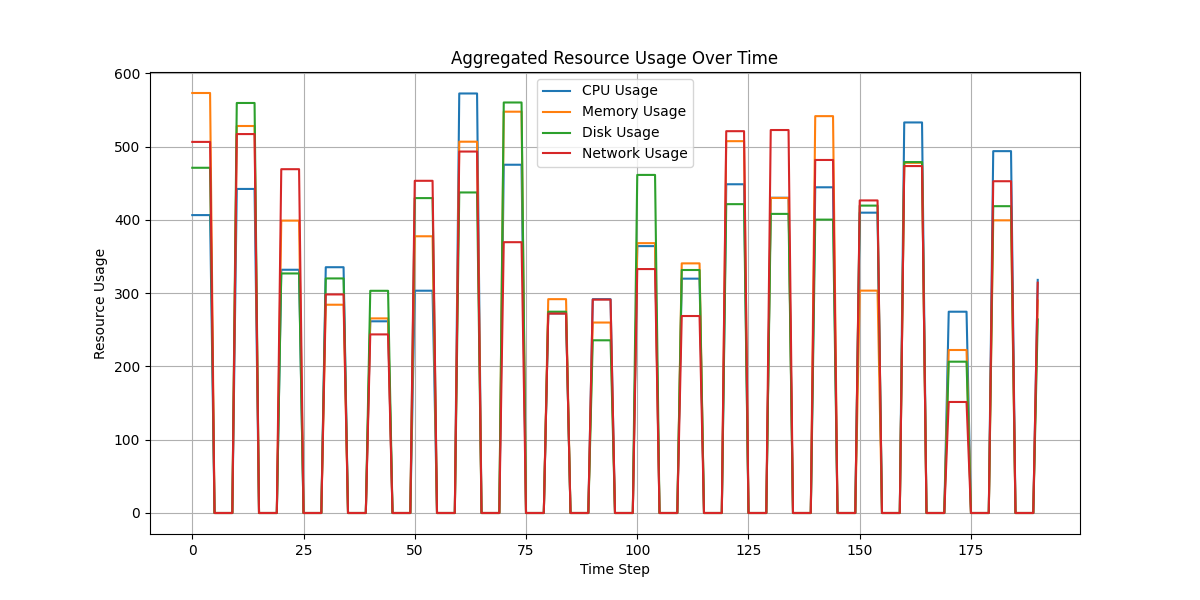 Aggregated Resource Usage Over Time
CPU Usage
Memory Usage
Disk Usage
Network Usage
Resource Usage
600
500
400
300
200
100
0
0 25 50 75 100 125 150 175
Time Step